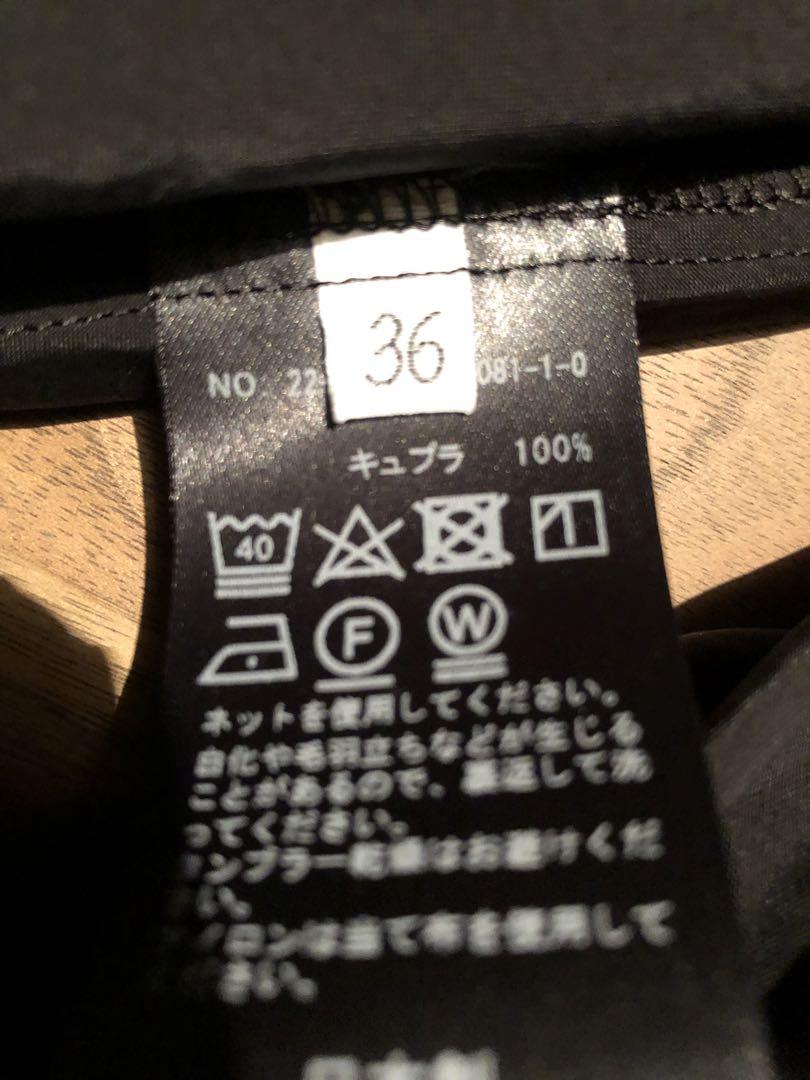 36
NO. 22 081-1-0
キュプラ 100%
40
F W
ネットを使用してください。
白化や毛羽立ちなどが生じる
ことがあるので、裏返して洗
ってください。
ンブラー乾燥はお避けくだ
い。
イロンは当て布を使用して
さい。